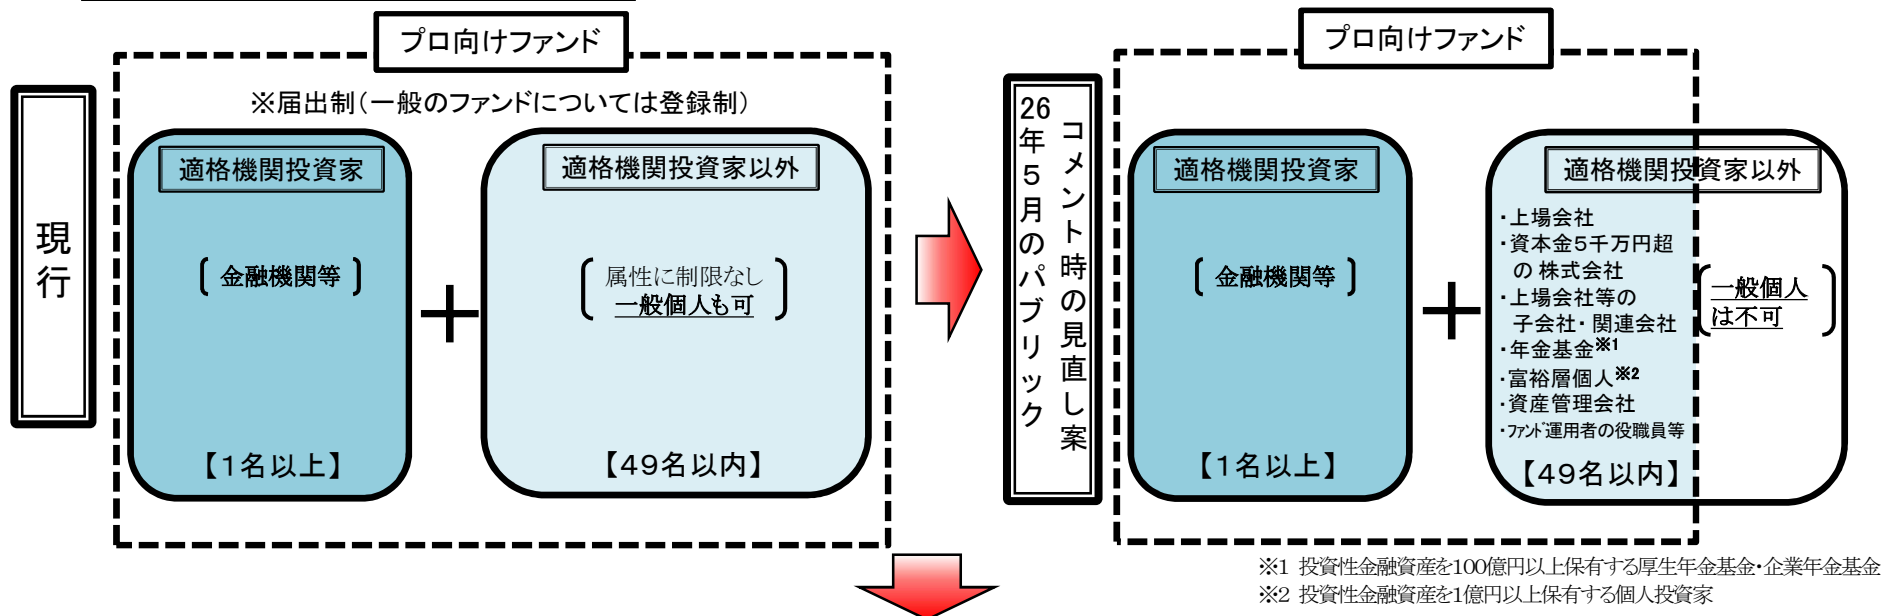 プロ向けファンド
※届出制(一般のファンドについては登録制)
現行
適格機関投資家
金融機関等
【1名以上】
+
適格機関投資家以外
属性に制限なし
一般個人も可
【49名以内】
26年5月のパブリック
コメント時の見直し案
プロ向けファンド
適格機関投資家
金融機関等
【1名以上】
+
適格機関投資家以外
・上場会社
・資本金5千万円超
の株式会社
・上場会社等の
子会社・関連会社
・年金基金※1
・富裕層個人※2
・資産管理会社
・ファンド運用者の役職員等
一般個人
は不可
【49名以内】
※1 投資性金融資産を100億円以上保有する厚生年金基金・企業年金基金
※2 投資性金融資産を1億円以上保有する個人投資家